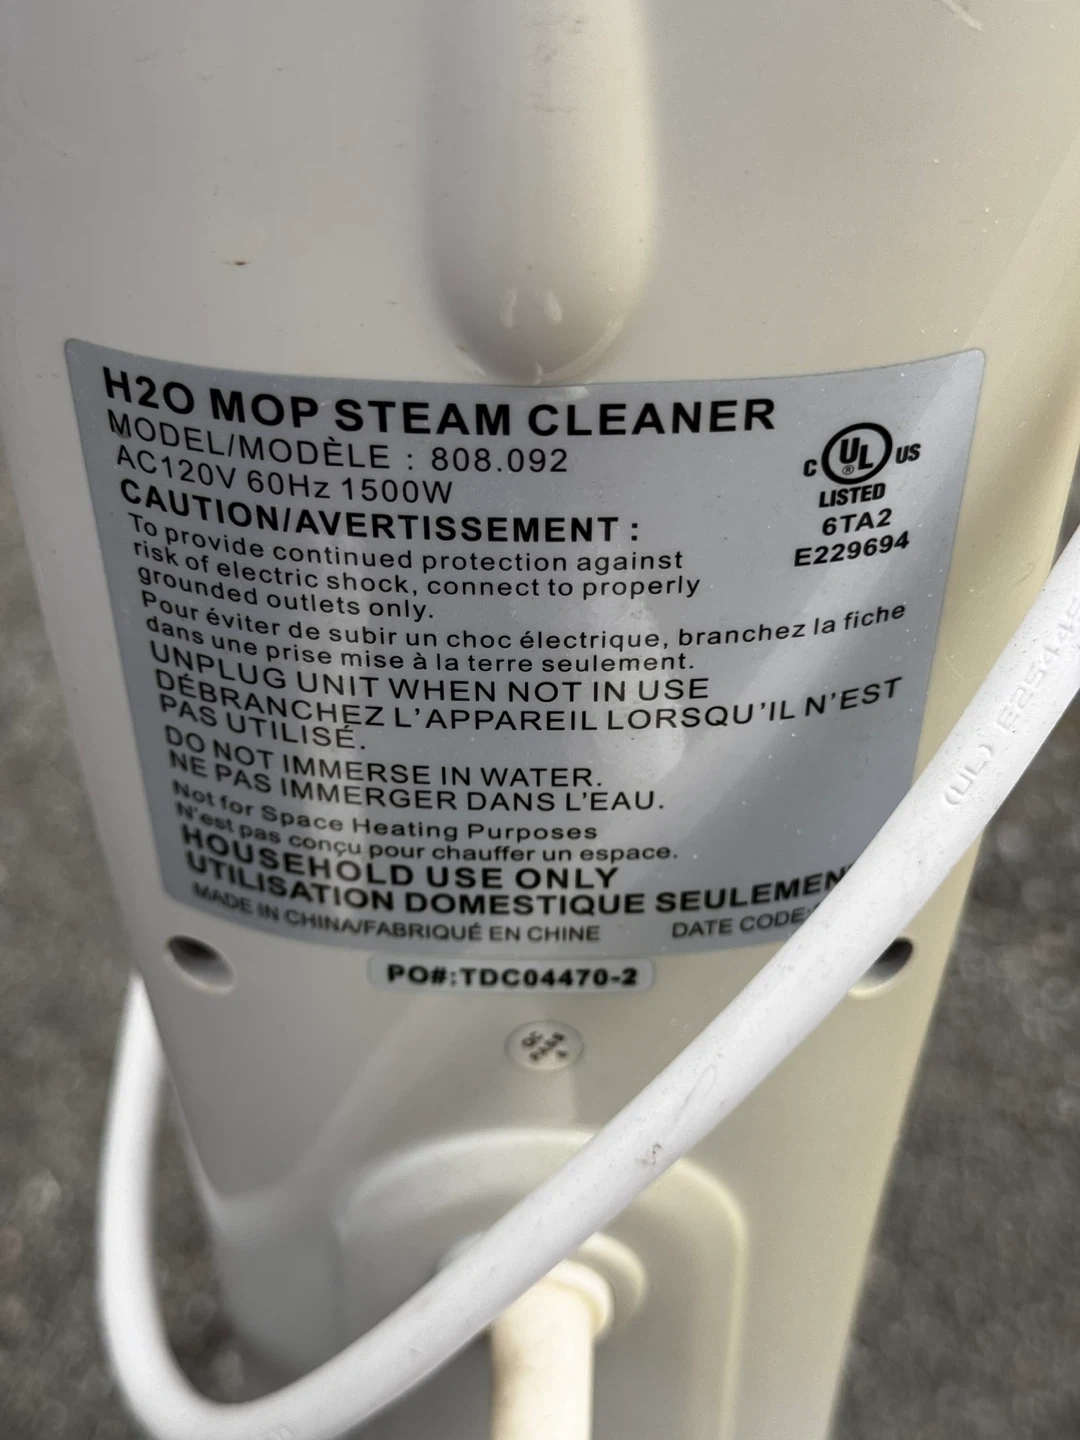 H2O MOP STEAM CLEANER
MODEL/MODÈLE : 808.092
AC120V 60Hz 1500W
C UL® US
LISTED
6TA2
E229694
CAUTION/AVERTISSEMENT :
To provide continued protection against
risk of electric shock, connect to properly
grounded outlets only.
Pour éviter de subir un choc électrique, branchez la fiche
dans une prise mise à la terre seulement.
UNPLUG UNIT WHEN NOT IN USE
DÉBRANCHEZ L'APPAREIL LORSQU'IL N'EST
PAS UTILISÉ.
DO NOT IMMERSE IN WATER.
NE PAS IMMERGER DANS L'EAU.
Not for Space Heating Purposes
N'est pas conçu pour chauffer un espace.
HOUSEHOLD USE ONLY
UTILISATION DOMESTIQUE SEULEMEN
MADE IN CHINA/FABRIQUÉ EN CHINE DATE CODE:
PO#:TDC04470-2
QC
PASS
(UL)